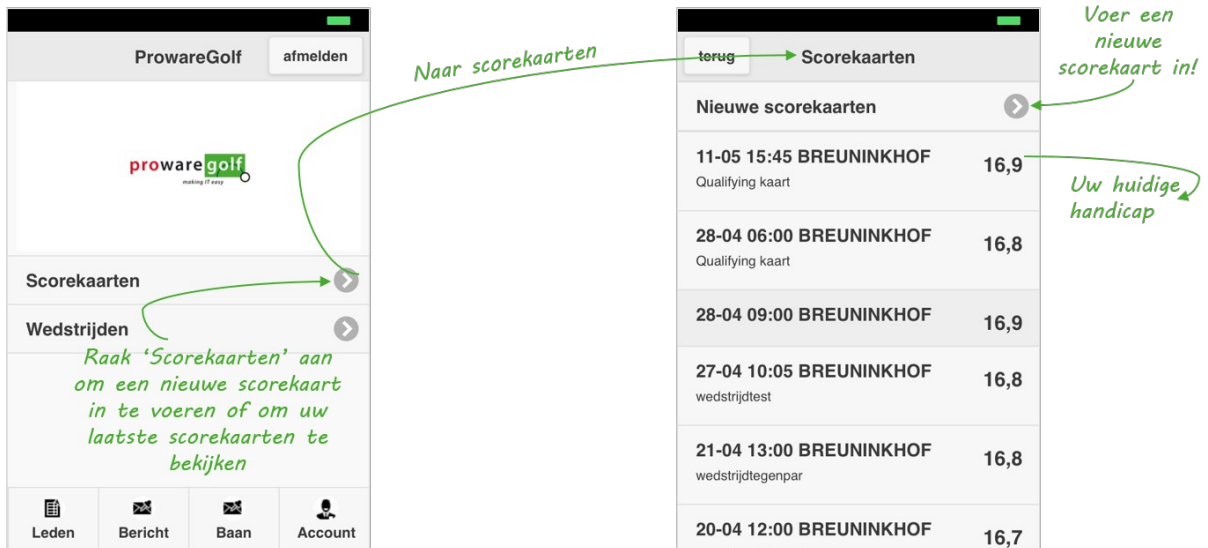 ProwareGolf
afmelden
proware golf
making IT easy
Scorekaarten
Wedstrijden
Raak ‘Scorekaarten’ aan
om een nieuwe scorekaart
in te voeren of om uw
laatste scorekaarten te
bekijken
Leden Bericht Baan Account
Naar scorekaarten
terug
Scorekaarten
Voer een
nieuwe
scorekaart in!
Nieuwe scorekaarten
11-05 15:45 BREUNINKHOF 16,9
Qualifying kaart
Uw huidige
handicap
28-04 06:00 BREUNINKHOF 16,8
Qualifying kaart
28-04 09:00 BREUNINKHOF 16,9
27-04 10:05 BREUNINKHOF 16,8
wedstrijdtest
21-04 13:00 BREUNINKHOF 16,8
wedstrijdtegenpar
20-04 12:00 BREUNINKHOF 16,7